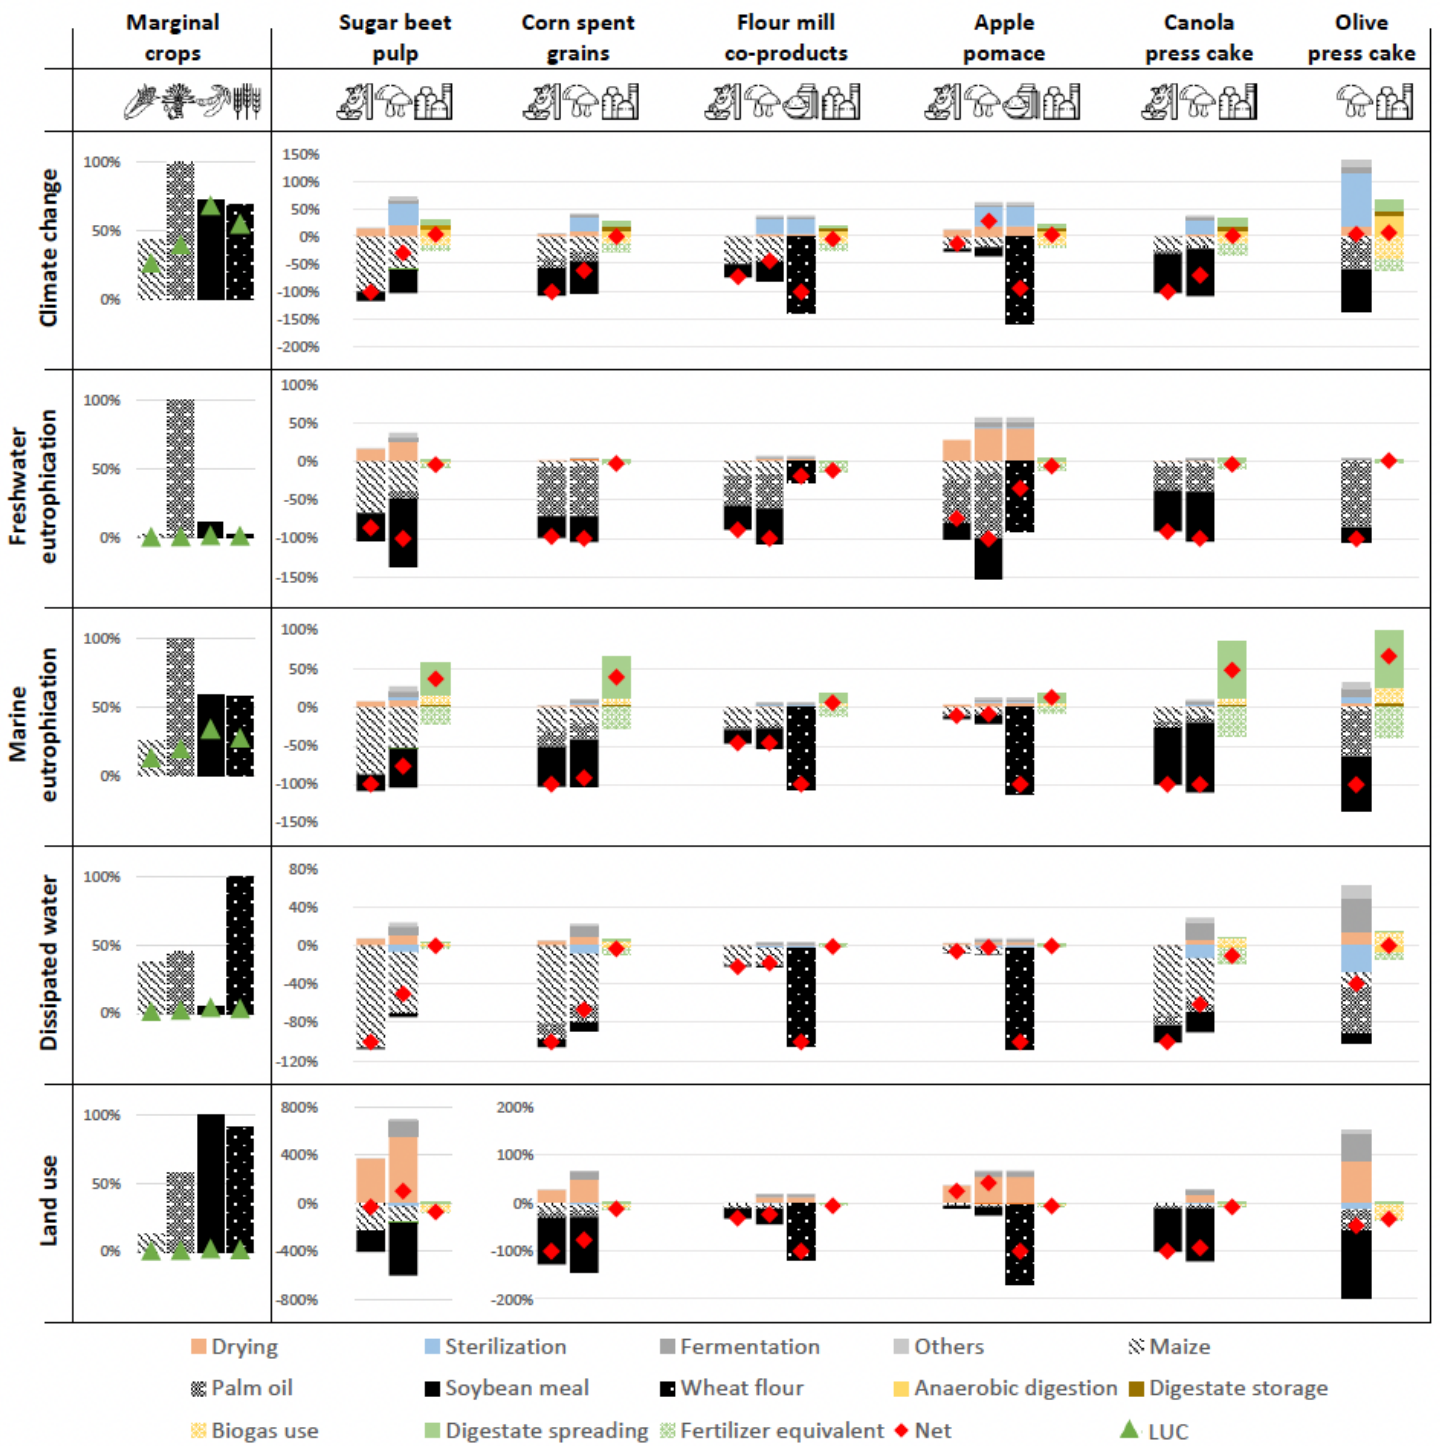 Marginal crops
Sugar beet pulp
Corn spent grains
Flour mill co-products
Apple pomace
Canola press cake
Olive press cake
Climate change
100%
50%
0%
150%
100%
50%
0%
-50%
-100%
-150%
-200%
Freshwater eutrophication
100%
50%
0%
100%
50%
0%
-50%
-100%
-150%
Marine eutrophication
100%
50%
0%
100%
50%
0%
-50%
-100%
-150%
Dissipated water
100%
50%
0%
80%
40%
0%
-40%
-80%
-120%
Land use
100%
50%
0%
800%
400%
0%
-400%
-800%
200%
100%
0%
-100%
-200%
Drying
Sterilization
Fermentation
Others
Maize
Palm oil
Soybean meal
Wheat flour
Anaerobic digestion
Digestate storage
Biogas use
Digestate spreading
Fertilizer equivalent
Net
LUC